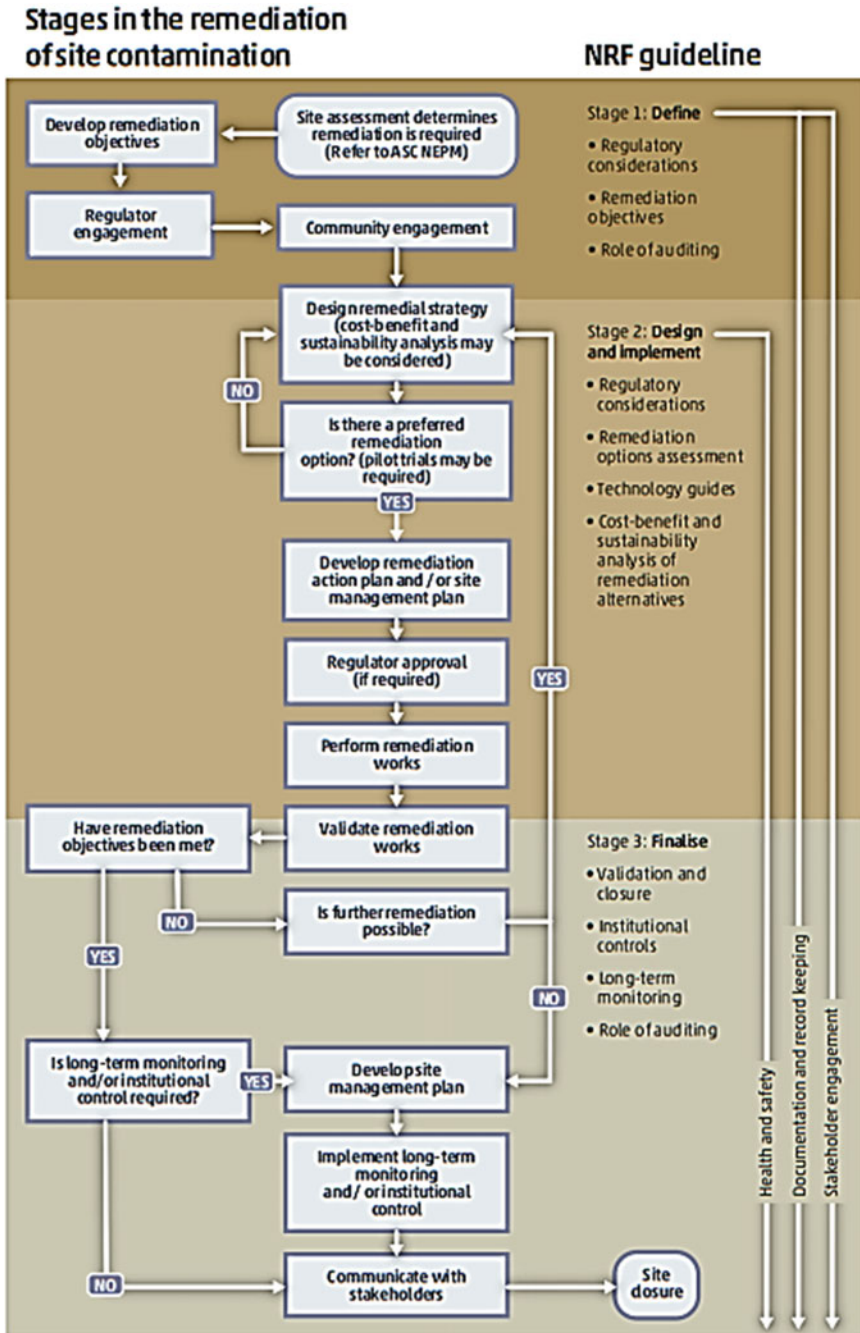 Stages in the remediation
of site contamination
NRF guideline
Develop remediation
objectives
Site assessment determines
remediation is required
(Refer to ASC NEPM)
Regulator
engagement
Community engagement
Stage 1: Define
• Regulatory
considerations
• Remediation
objectives
• Role of auditing
Design remedial strategy
(cost-benefit and
sustainability analysis may
be considered)
NO
Is there a preferred
remediation
option? (pilot trials may be
required)
YES
Develop remediation
action plan and / or site
management plan
Regulator approval
(if required)
YES
Perform remediation
works
Stage 2: Design
and implement
• Regulatory
considerations
• Remediation
options assessment
• Technology guides
• Cost-benefit and
sustainability
analysis of
remediation
alternatives
Have remediation
objectives been met?
Validate remediation
works
NO
Is further remediation
possible?
YES
NO
Is long-term monitoring
and/or institutional
control required?
YES
Develop site
management plan
Implement long-term
monitoring
and / or institutional
control
NO
Communicate with
stakeholders
Site
closure
Stage 3: Finalise
• Validation and
closure
• Institutional
controls
• Long-term
monitoring
• Role of auditing
Health and safety
Documentation and record keeping
Stakeholder engagement